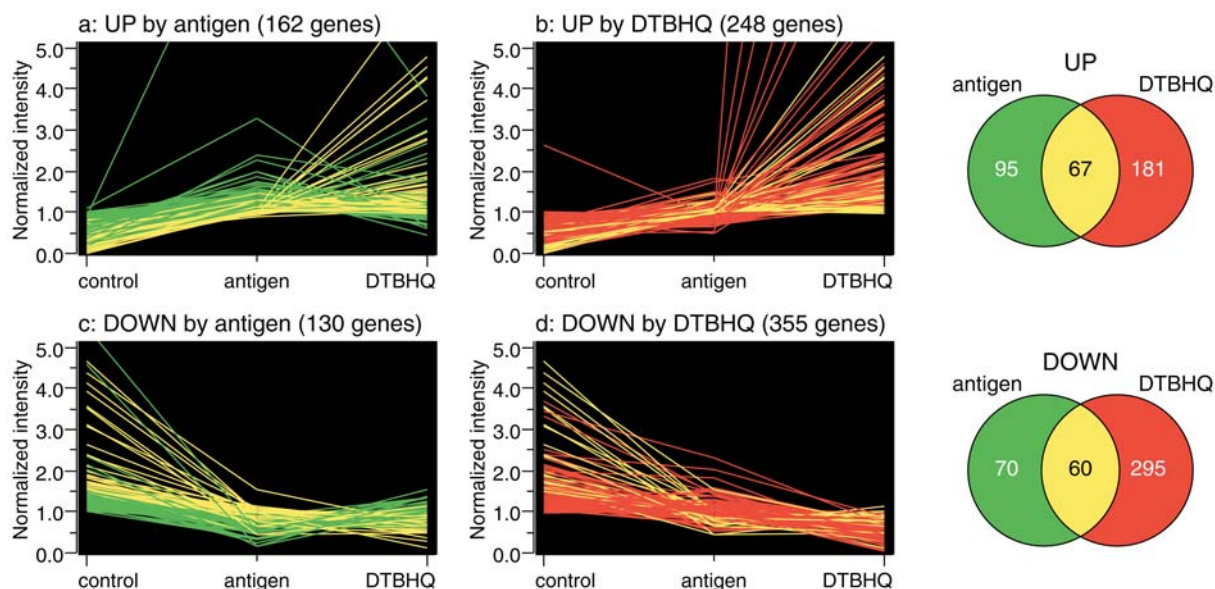 a: UP by antigen (162 genes)
Normalized intensity
5.0
4.0
3.0
2.0
1.0
0.0
control antigen DTBHQ
b: UP by DTBHQ (248 genes)
Normalized intensity
5.0
4.0
3.0
2.0
1.0
0.0
control antigen DTBHQ
UP
antigen DTBHQ
95 67 181
c: DOWN by antigen (130 genes)
Normalized intensity
5.0
4.0
3.0
2.0
1.0
0.0
control antigen DTBHQ
d: DOWN by DTBHQ (355 genes)
Normalized intensity
5.0
4.0
3.0
2.0
1.0
0.0
control antigen DTBHQ
DOWN
antigen DTBHQ
70 60 295